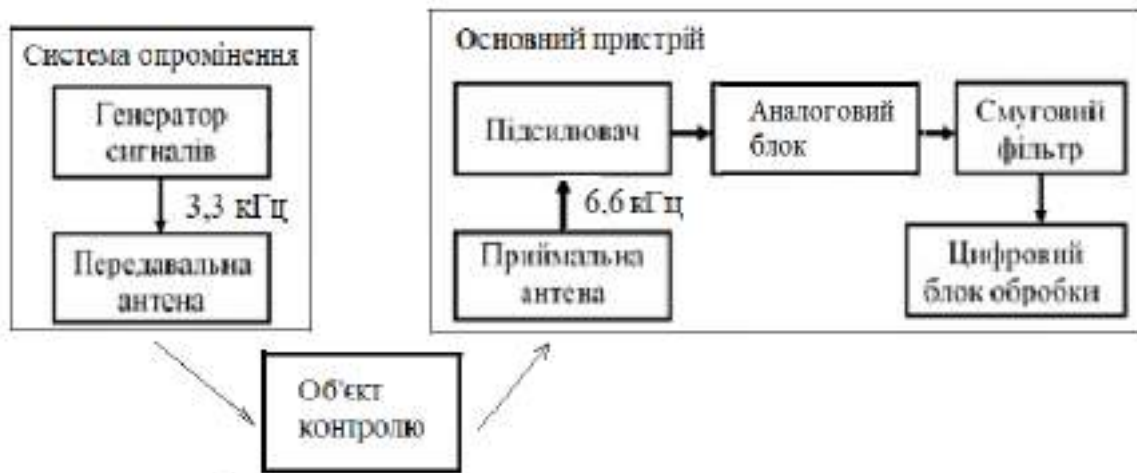 Система опромінення
Генератор
сигналів
3,3 кГц
Передавальна
антена
Основний пристрій
Підсилювач
Аналоговий
блок
Смуговий
фільтр
6,6 кГц
Приймальна
антена
Цифровий
блок обробки
Об'єкт
контролю